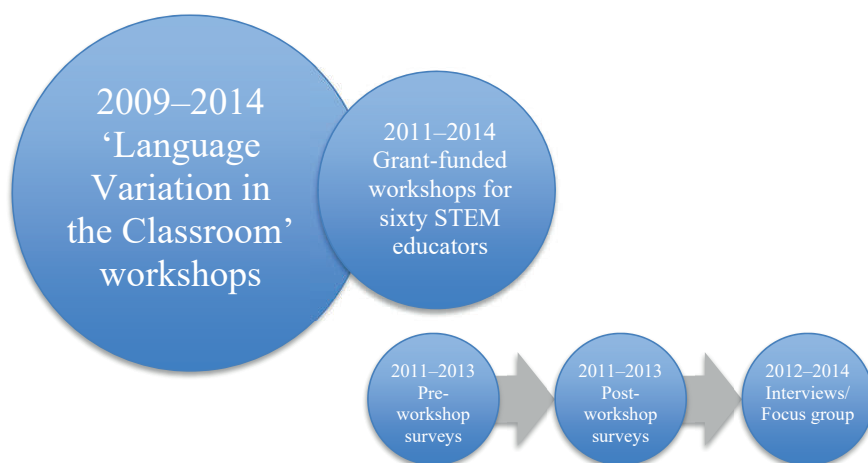 2009–2014
‘Language
Variation in
the Classroom’
workshops
2011–2014
Grant-funded
workshops for
sixty STEM
educators
2011–2013
Pre-
workshop
surveys
2011–2013
Post-
workshop
surveys
2012–2014
Interviews/
Focus group